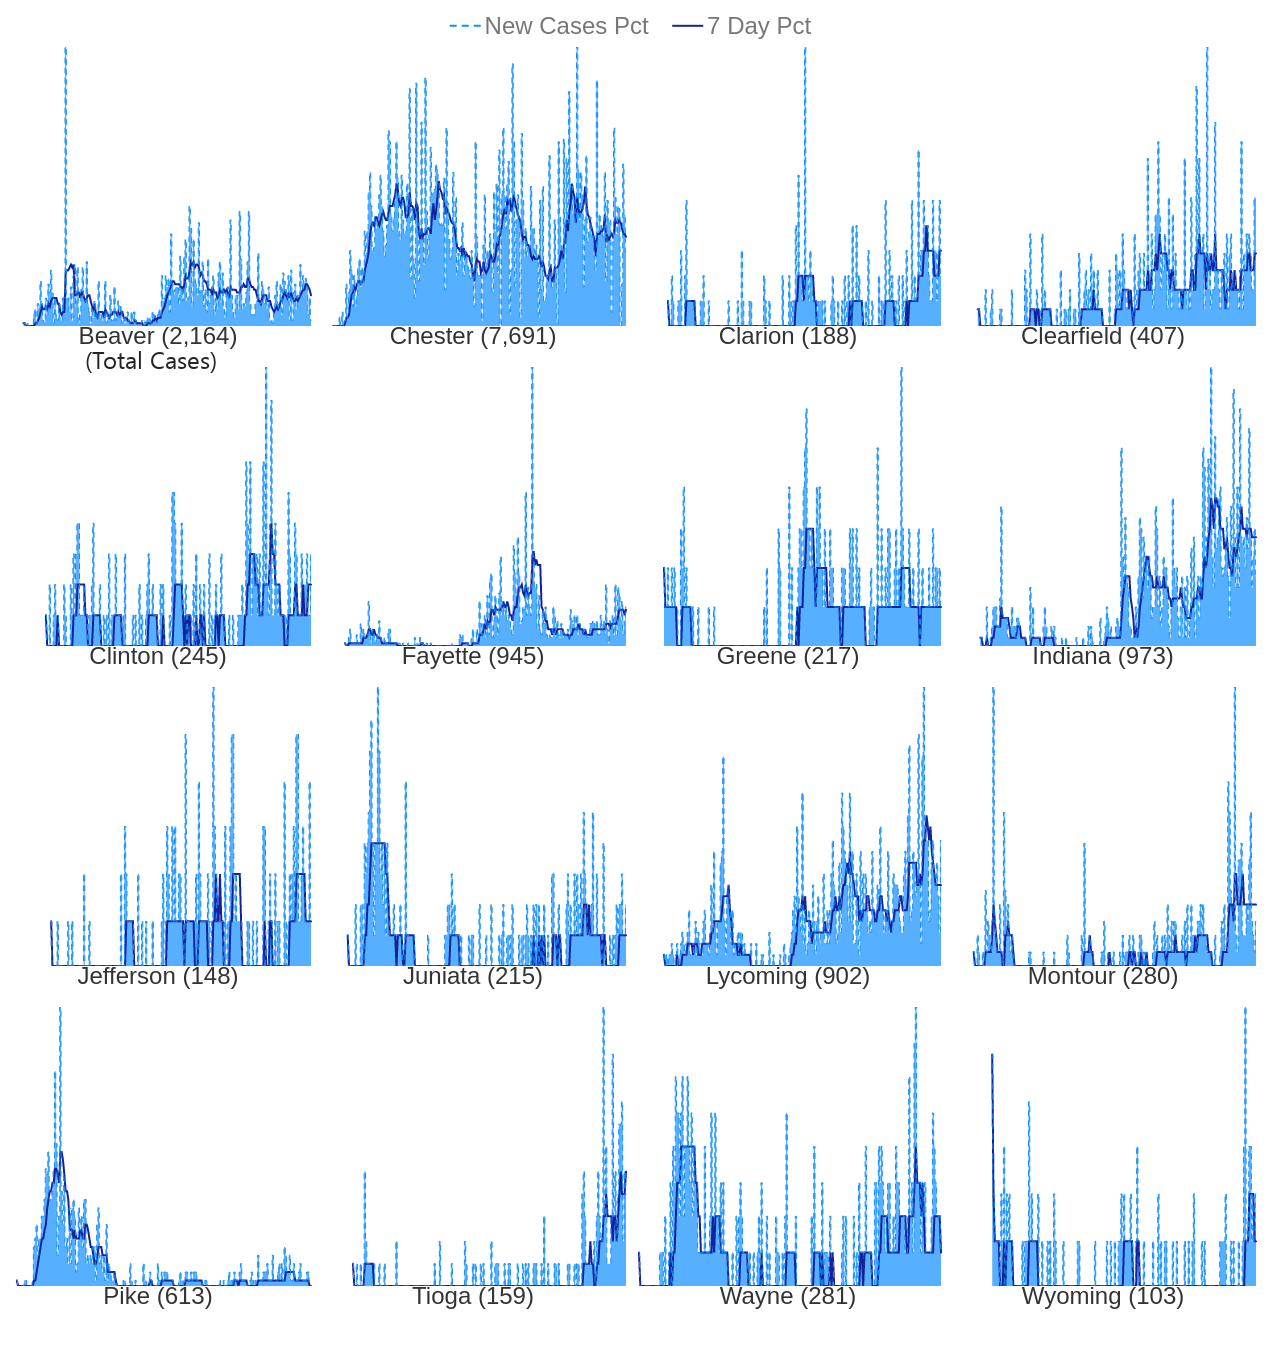 New Cases Pct 7 Day Pct
Beaver (2,164) Chester (7,691) Clarion (188) Clearfield (407)
(Total Cases)
Clinton (245) Fayette (945) Greene (217) Indiana (973)
Jefferson (148) Juniata (215) Lycoming (902) Montour (280)
Pike (613) Tioga (159) Wayne (281) Wyoming (103)